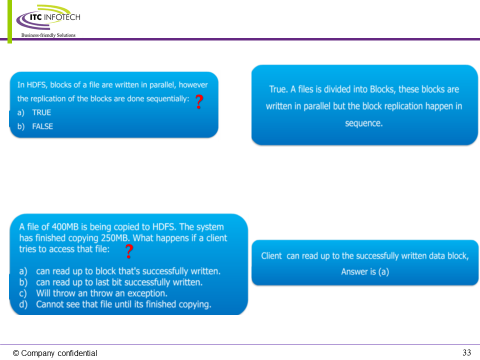 ITC INFOTECH
Business-friendly Solutions
In HDFS, blocks of a file are written in parallel, however
the replication of the blocks are done sequentially: ?
a) TRUE
b) FALSE
True. A files is divided into Blocks, these blocks are
written in parallel but the block replication happen in
sequence.
A file of 400MB is being copied to HDFS. The system
has finished copying 250MB. What happens if a client
tries to access that file: ?
a) can read up to block that's successfully written.
b) can read up to last bit successfully written.
c) Will throw an throw an exception.
d) Cannot see that file until its finished copying.
Client can read up to the successfully written data block,
Answer is (a)
© Company confidential
33